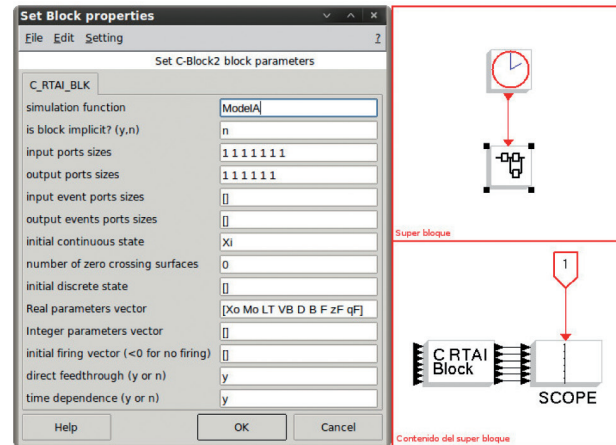 Set Block properties
File Edit Setting ?
Set C-Block2 block parameters
C_RTAI_BLK
simulation function ModelA
is block implicit? (y,n) n
input ports sizes 1 1 1 1 1 1 1
output ports sizes 1 1 1 1 1 1
input event ports sizes []
output events ports sizes []
initial continuous state Xi
number of zero crossing surfaces 0
initial discrete state []
Real parameters vector [Xo Mo LT VB D B F zF qF]
Integer parameters vector []
initial firing vector (<0 for no firing) []
direct feedthrough (y or n) y
time dependence (y or n) y
Help OK Cancel
Super bloque
1
C RTAI
Block
SCOPE
Contenido del super bloque